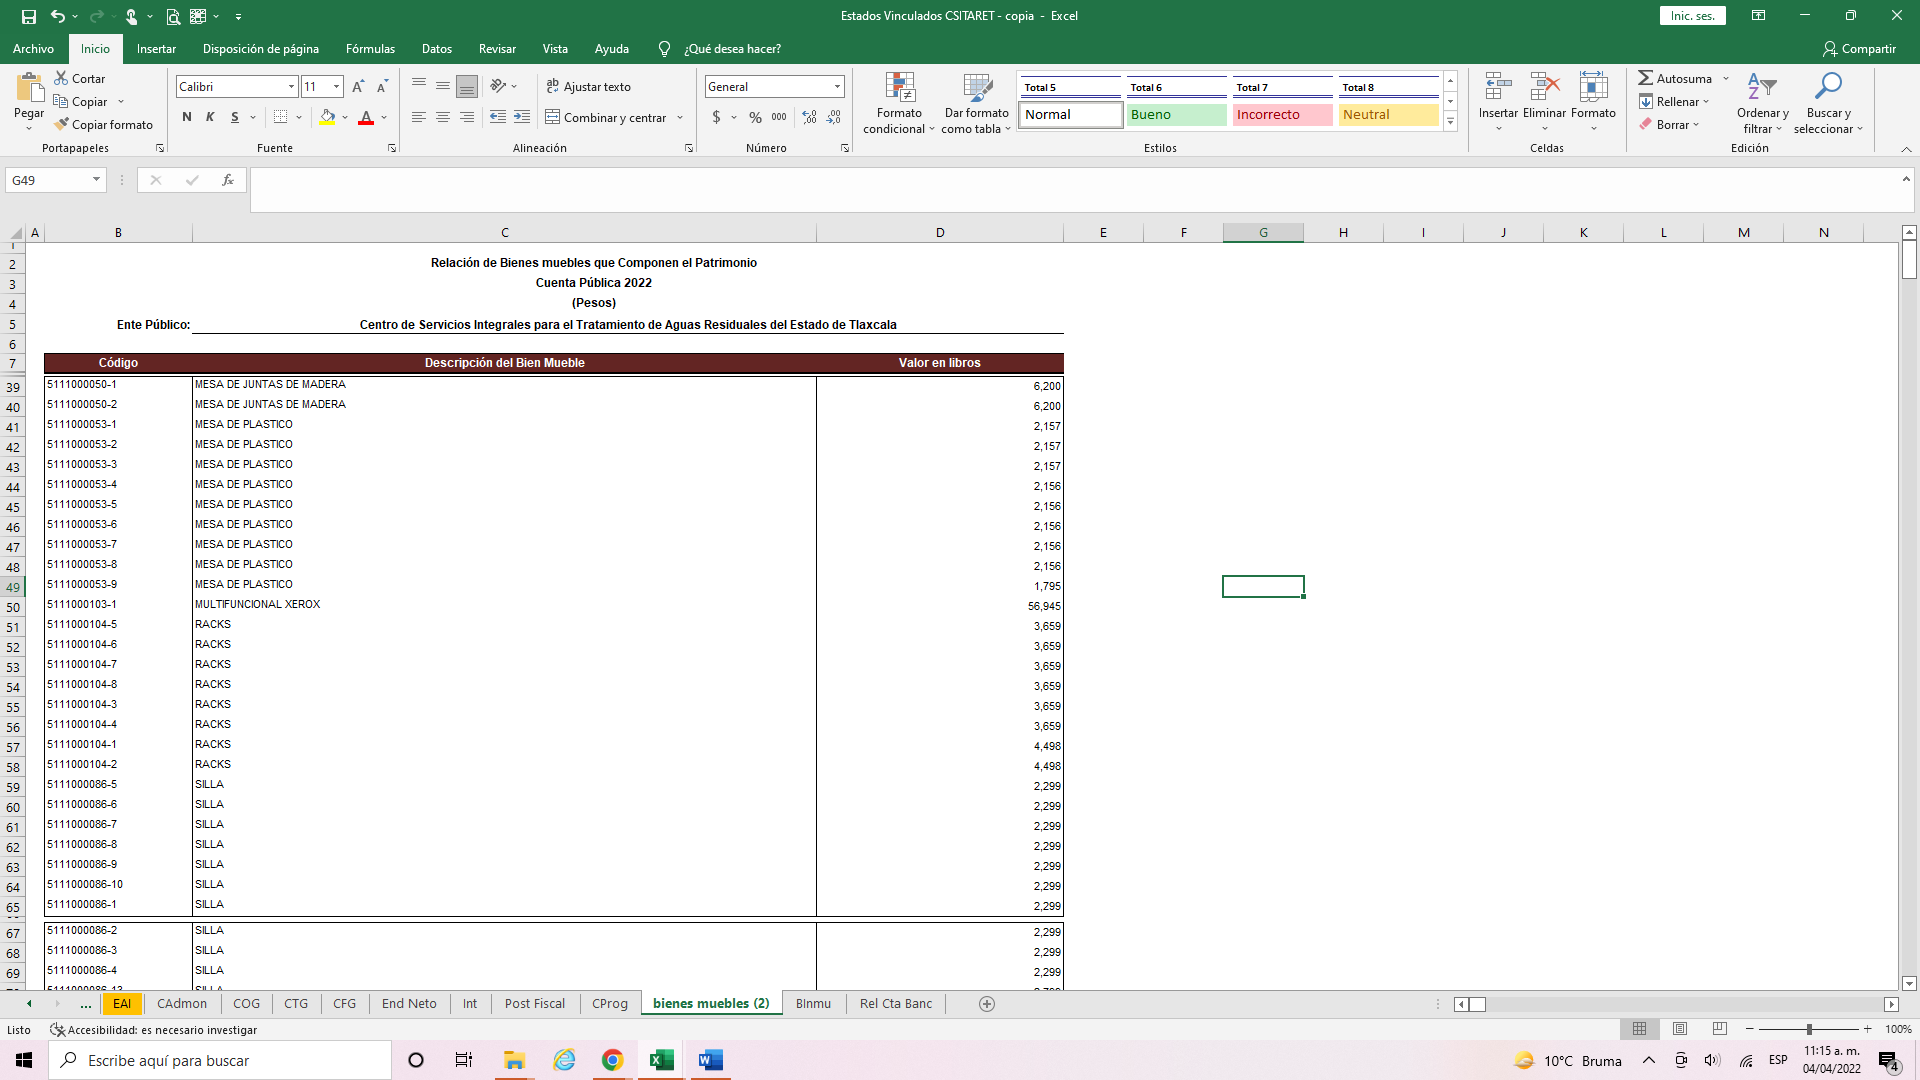 Estados Vinculados CSITARET - copia - Excel
Inic. ses.
Archivo Inicio Insertar Disposición de página Fórmulas Datos Revisar Vista Ayuda ¿Qué desea hacer? Compartir
Pegar Cortar Copiar Copiar formato Portapapeles
Calibri 11 N K S Fuente
Ajustar texto Combinar y centrar Alineación
General $ % 000 Número
Formato condicional Dar formato como tabla
Total 5 Total 6 Total 7 Total 8
Normal Bueno Incorrecto Neutral
Estilos
Insertar Eliminar Formato Celdas
Autosuma Rellenar Borrar Ordenar y filtrar Buscar y seleccionar Edición
G49 fx
A B C D E F G H I J K L M N
2 Relación de Bienes muebles que Componen el Patrimonio
3 Cuenta Pública 2022
4 (Pesos)
5 Ente Público: Centro de Servicios Integrales para el Tratamiento de Aguas Residuales del Estado de Tlaxcala
6
7 Código Descripción del Bien Mueble Valor en libros
39 5111000050-1 MESA DE JUNTAS DE MADERA 6,200
40 5111000050-2 MESA DE JUNTAS DE MADERA 6,200
41 5111000053-1 MESA DE PLASTICO 2,157
42 5111000053-2 MESA DE PLASTICO 2,157
43 5111000053-3 MESA DE PLASTICO 2,157
44 5111000053-4 MESA DE PLASTICO 2,156
45 5111000053-5 MESA DE PLASTICO 2,156
46 5111000053-6 MESA DE PLASTICO 2,156
47 5111000053-7 MESA DE PLASTICO 2,156
48 5111000053-8 MESA DE PLASTICO 2,156
49 5111000053-9 MESA DE PLASTICO 1,795
50 5111000103-1 MULTIFUNCIONAL XEROX 56,945
51 5111000104-5 RACKS 3,659
52 5111000104-6 RACKS 3,659
53 5111000104-7 RACKS 3,659
54 5111000104-8 RACKS 3,659
55 5111000104-3 RACKS 3,659
56 5111000104-4 RACKS 3,659
57 5111000104-1 RACKS 4,498
58 5111000104-2 RACKS 4,498
59 5111000086-5 SILLA 2,299
60 5111000086-6 SILLA 2,299
61 5111000086-7 SILLA 2,299
62 5111000086-8 SILLA 2,299
63 5111000086-9 SILLA 2,299
64 5111000086-10 SILLA 2,299
65 5111000086-1 SILLA 2,299
67 5111000086-2 SILLA 2,299
68 5111000086-3 SILLA 2,299
69 5111000086-4 SILLA 2,299
... EAI CAdmon COG CTG CFG End Neto Int Post Fiscal CProg bienes muebles (2) BInmu Rel Cta Banc
Listo Accesibilidad: es necesario investigar 100%
Escribe aquí para buscar
10°C Bruma ESP 11:15 a. m.
04/04/2022 4